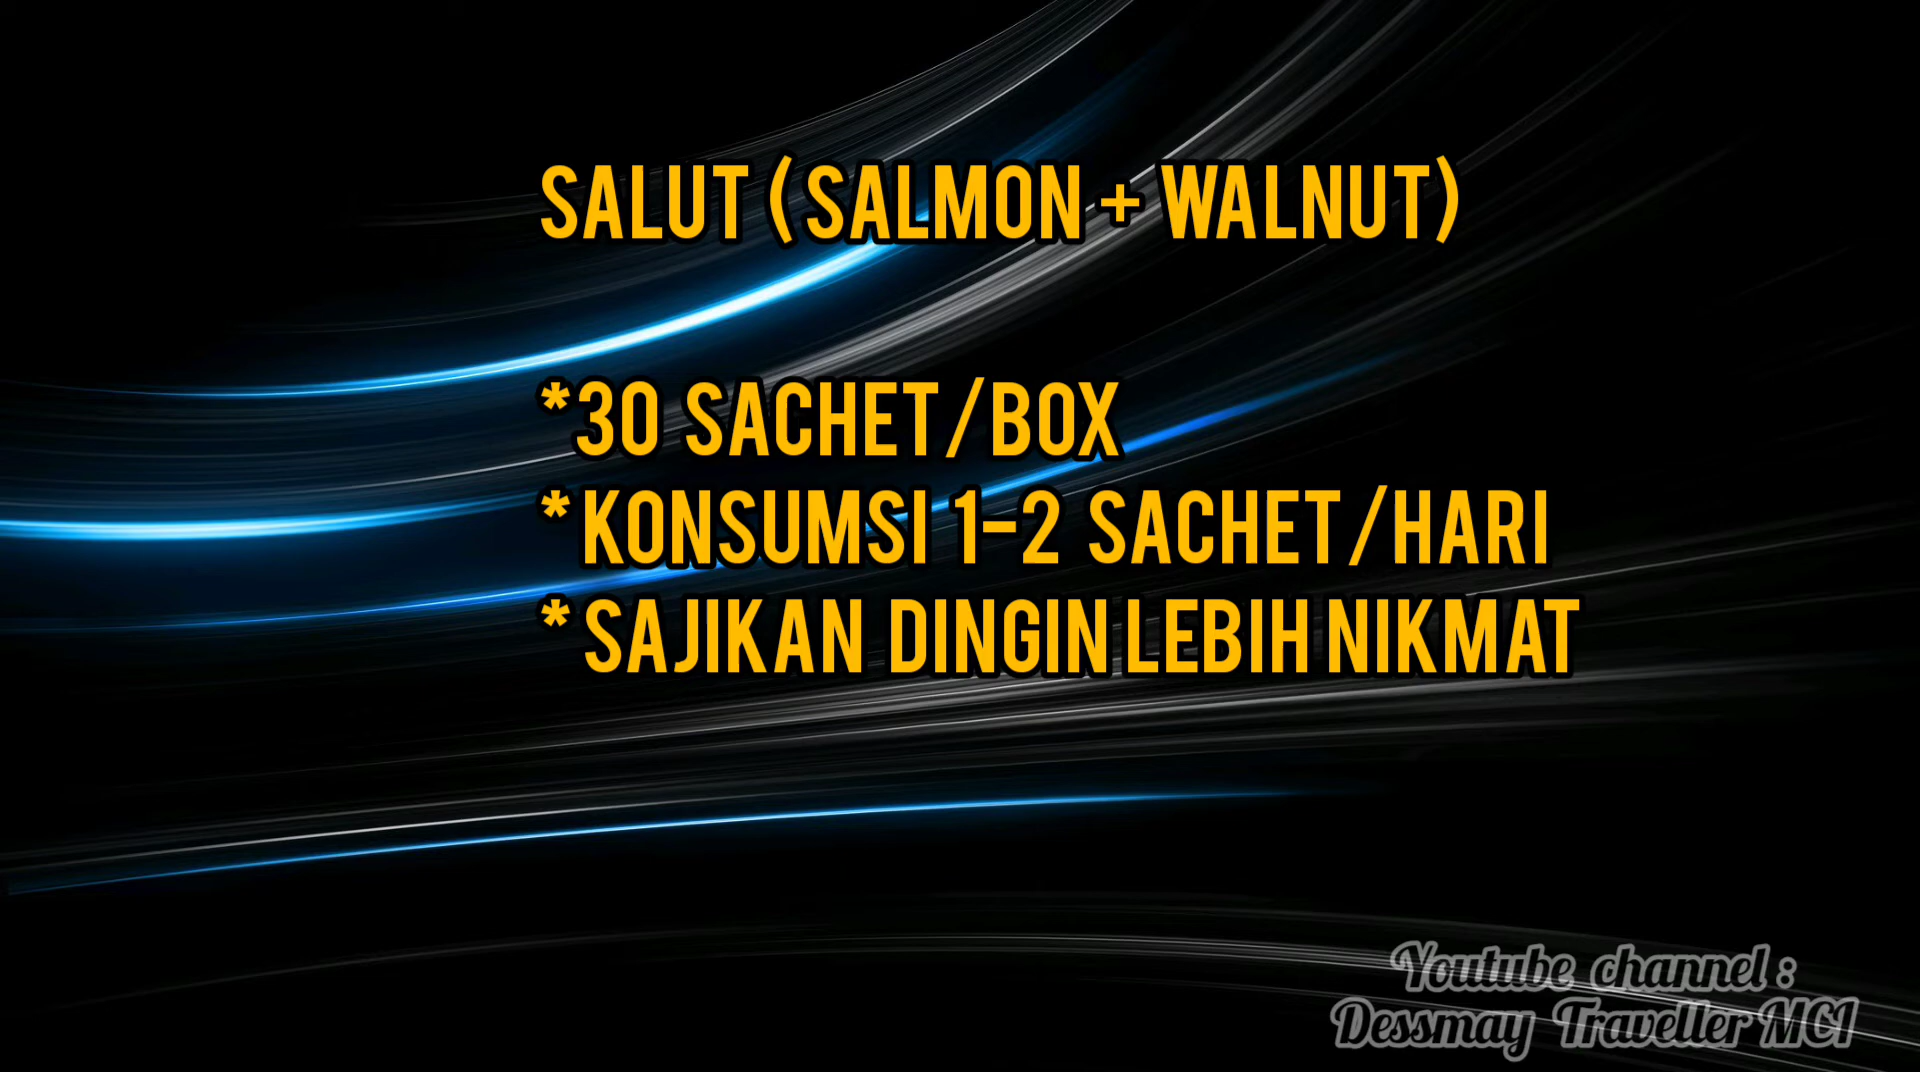 SALUT (SALMON + WALNUT)
*30 SACHET/BOX
*KONSUMSI 1-2 SACHET/HARI
*SAJIKAN DINGIN LEBIH NIKMAT
Youtube channel :
Dessmay Traveller MCI